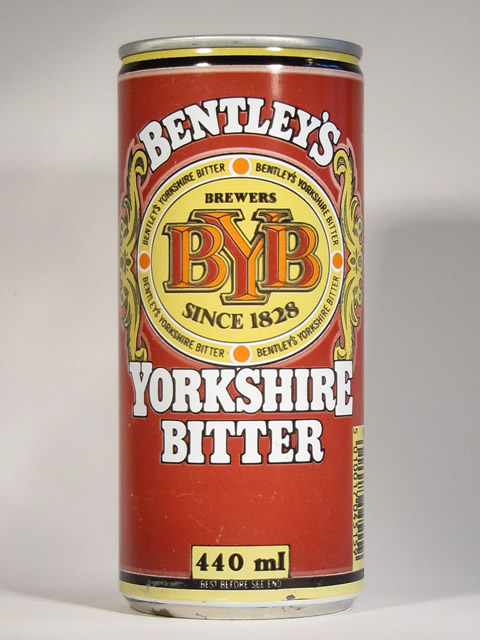 BENTLEY'S
BENTLEY'S YORKSHIRE BITTER
BENTLEY'S YORKSHIRE BITTER
BREWERS
BYB
SINCE 1828
BENTLEY'S YORKSHIRE BITTER
BENTLEY'S YORKSHIRE BITTER
YORKSHIRE
BITTER
440 ml
BEST BEFORE SEE END